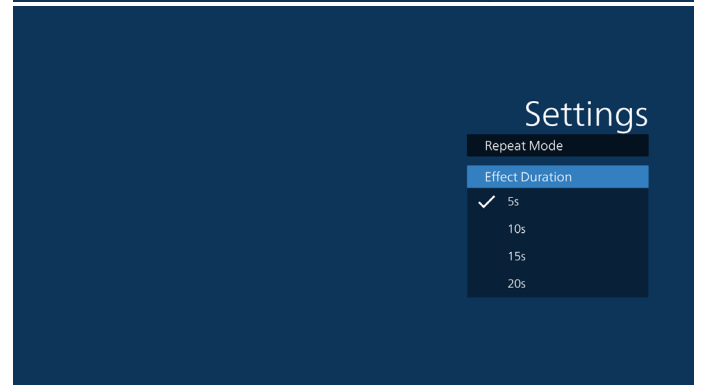 Settings
Repeat Mode
Effect Duration
5s
10s
15s
20s